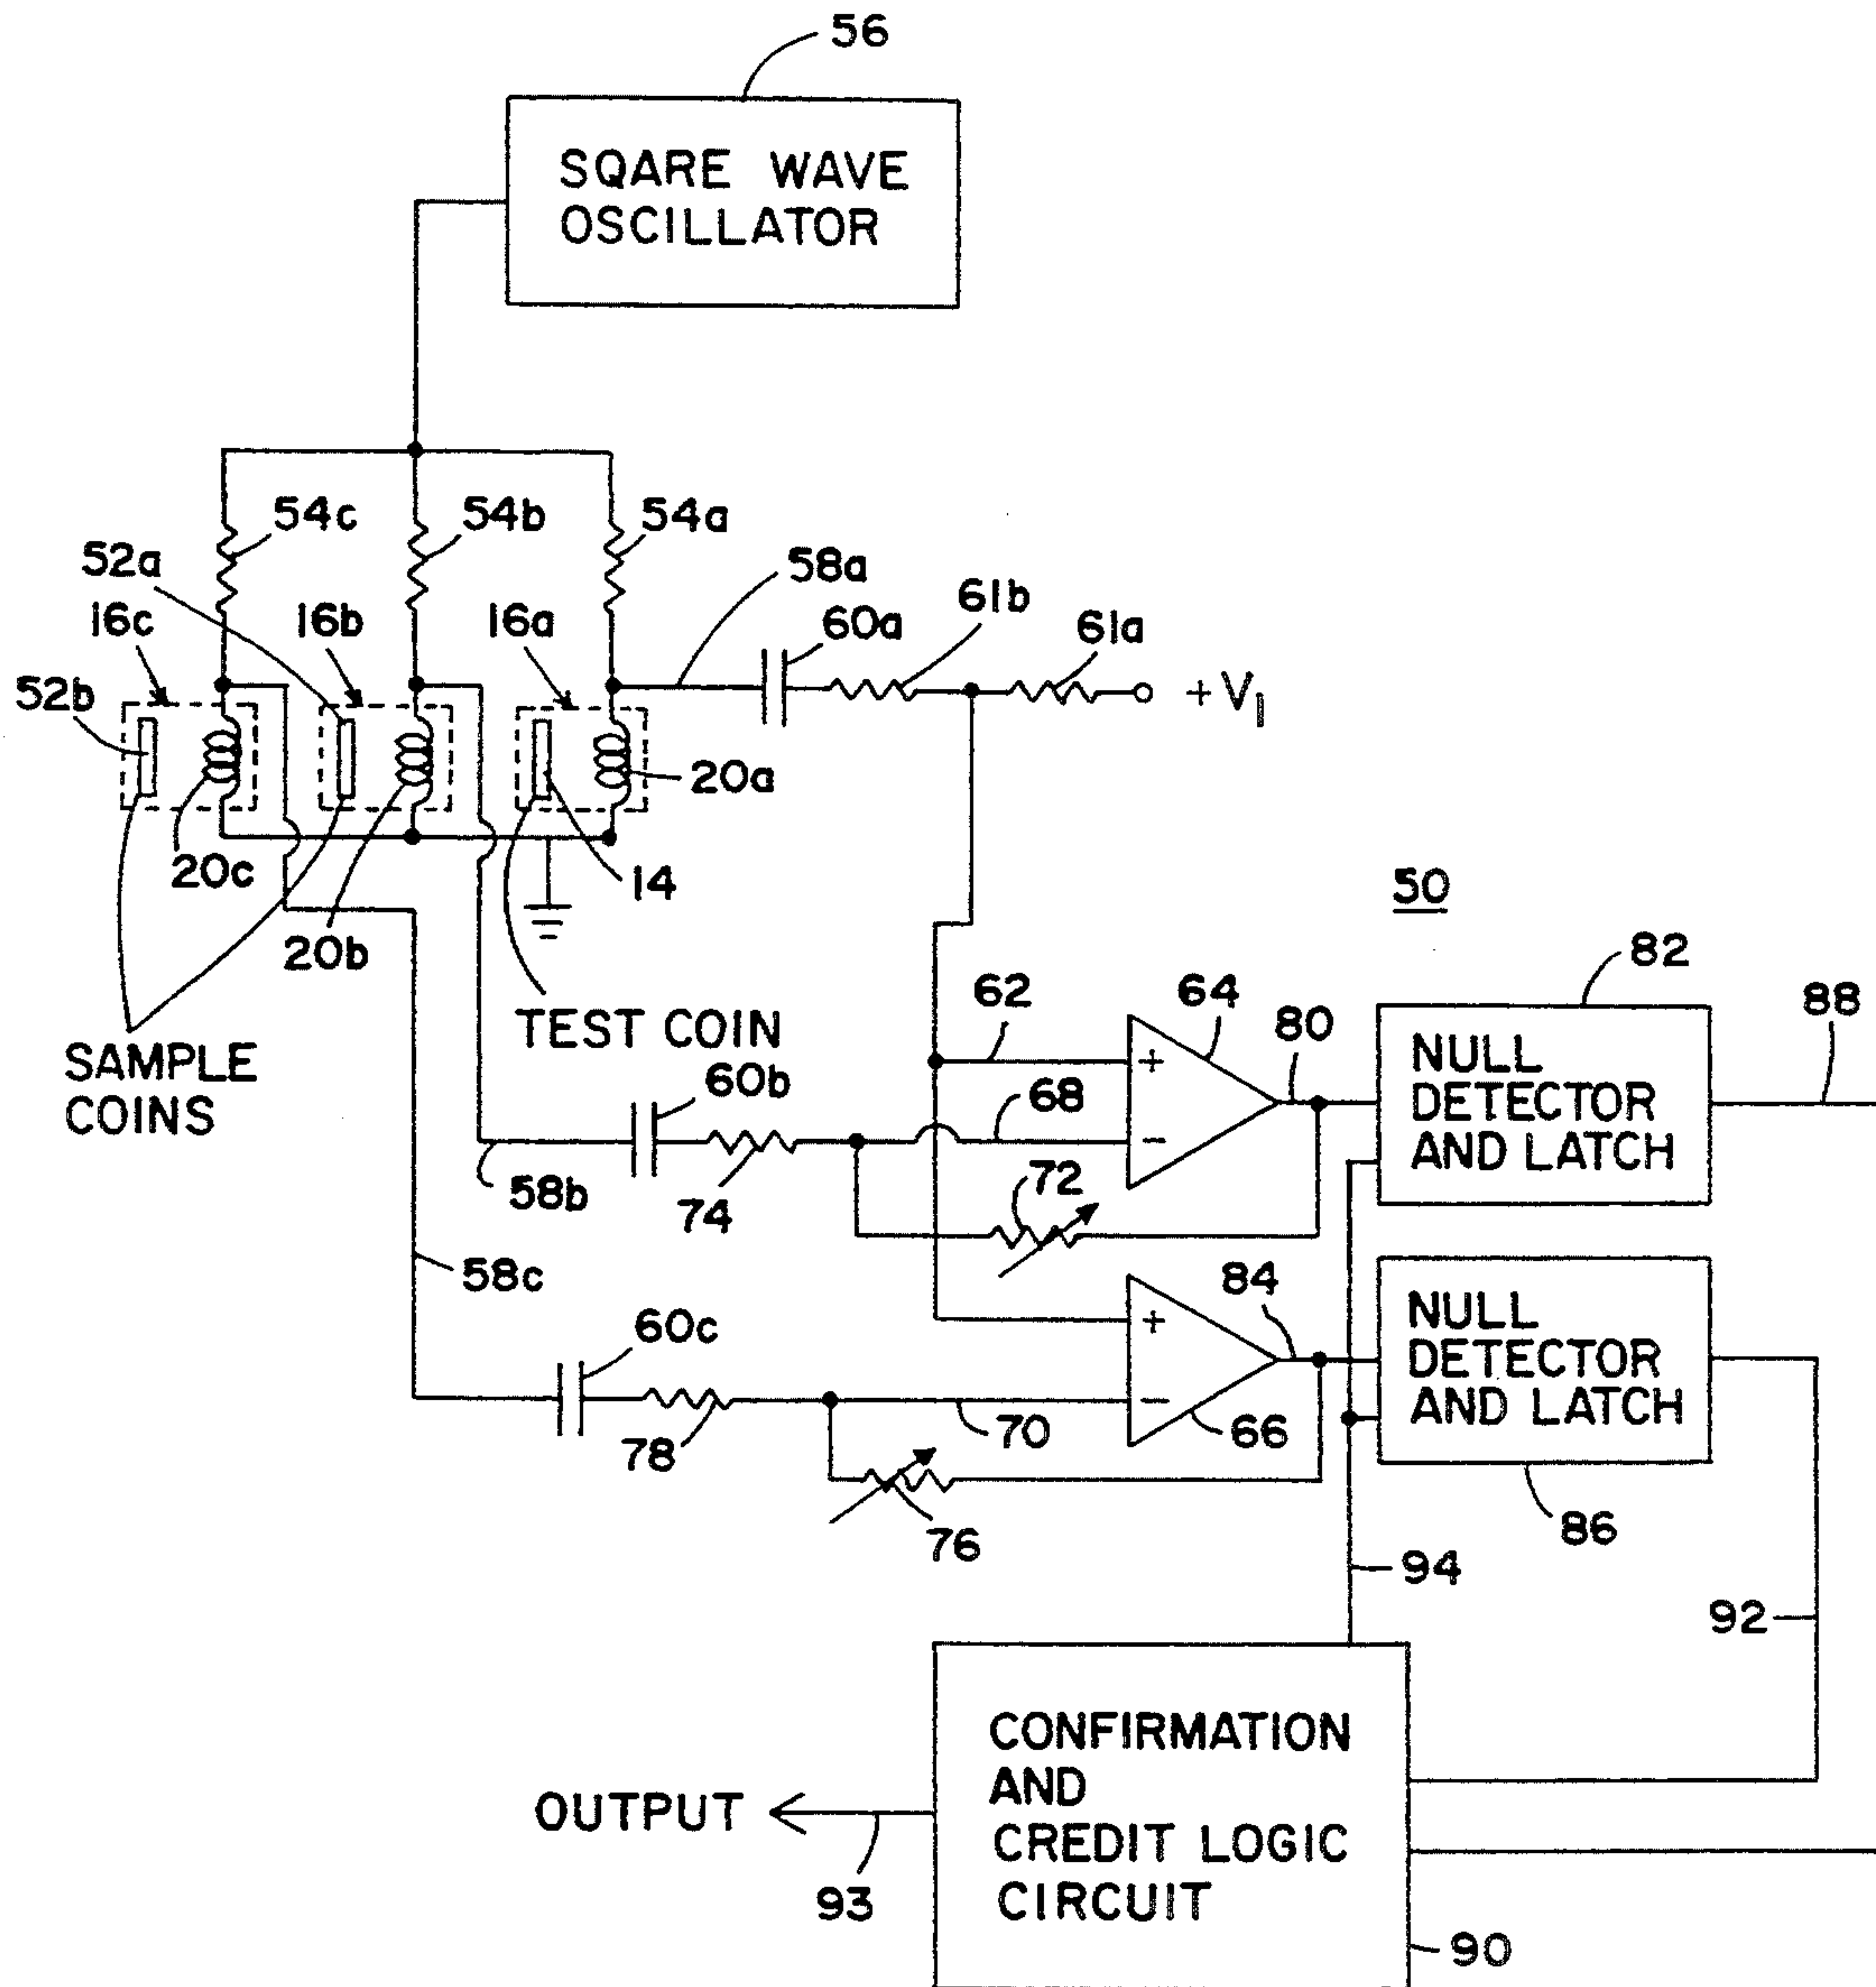 56
SQARE WAVE
OSCILLATOR
54c
54b
54a
52a
58a
61b
16c
16b
16a
60a
61a
52b
+V1
20a
20c
14
50
20b
82
62
64
80
88
TEST COIN
SAMPLE
COINS
60b
68
NULL
DETECTOR
AND LATCH
+
−
58b
74
72
58c
84
60c
+
−
NULL
DETECTOR
AND LATCH
78
70
66
76
86
94
92
CONFIRMATION
AND
CREDIT LOGIC
CIRCUIT
OUTPUT
93
90